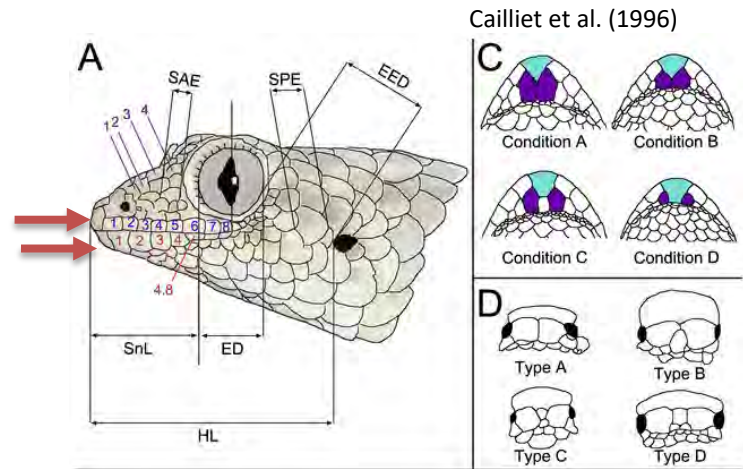 Cailliet et al. (1996)
A
SAE
SPE
EED
1 2 3 4
1 2 3 4 5 6 7 8
1 2 3 4
4.8
SnL
ED
HL
C
Condition A
Condition B
Condition C
Condition D
D
Type A
Type B
Type C
Type D